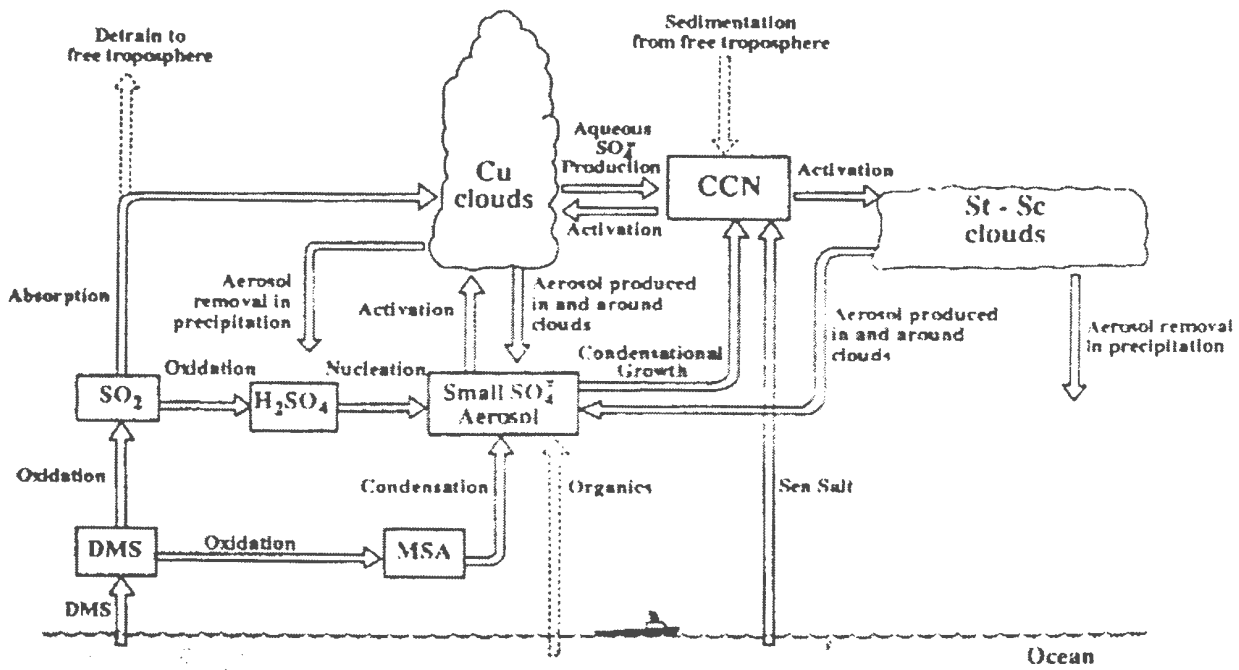 Detrain to
free troposphere
Sedimentation
from free troposphere
Aqueous
SO₄⁼
Production
Cu
clouds
CCN
Activation
Activation
St - Sc
clouds
Absorption
Aerosol
removal in
precipitation
Activation
Aerosol produced
in and around
clouds
Aerosol produced
in and around
clouds
Aerosol removal
in precipitation
Condensational
Growth
Oxidation
Nucleation
SO₂
H₂SO₄
Small SO₄⁼
Aerosol
Oxidation
Condensation
Organics
Sea Salt
DMS
Oxidation
MSA
DMS
Ocean